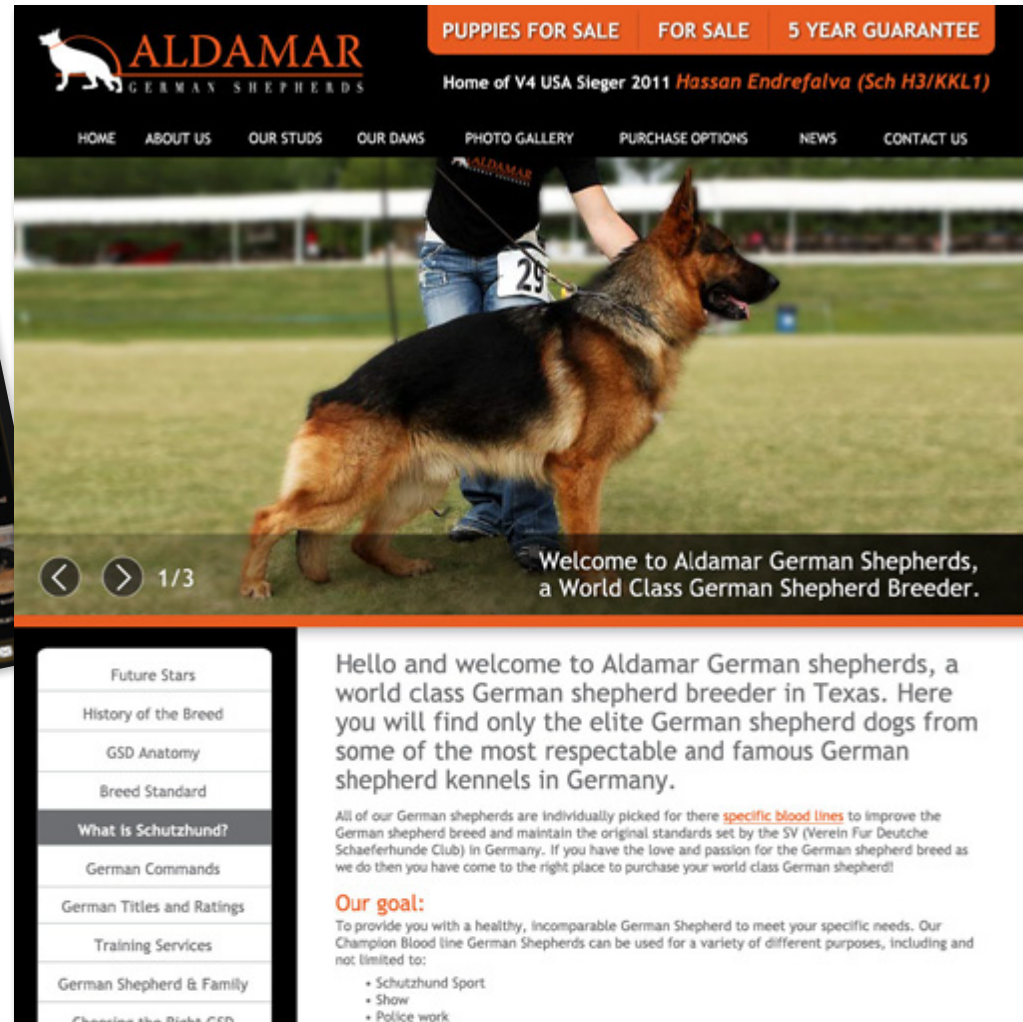 PUPPIES FOR SALE FOR SALE 5 YEAR GUARANTEE
ALDAMAR
GERMAN SHEPHERDS
Home of V4 USA Sieger 2011 Hassan Endrefalva (Sch H3/KKL1)
HOME ABOUT US OUR STUDS OUR DAMS PHOTO GALLERY PURCHASE OPTIONS NEWS CONTACT US
ALDAMAR
29
1/3
Welcome to Aldamar German Shepherds,
a World Class German Shepherd Breeder.
Future Stars
History of the Breed
GSD Anatomy
Breed Standard
What is Schutzhund?
German Commands
German Titles and Ratings
Training Services
German Shepherd & Family
Choosing the Right GSD
Hello and welcome to Aldamar German shepherds, a
world class German shepherd breeder in Texas. Here
you will find only the elite German shepherd dogs from
some of the most respectable and famous German
shepherd kennels in Germany.
All of our German shepherds are individually picked for there specific blood lines to improve the
German shepherd breed and maintain the original standards set by the SV (Verein Fur Deutche
Schaeferhunde Club) in Germany. If you have the love and passion for the German shepherd breed as
we do then you have come to the right place to purchase your world class German shepherd!
Our goal:
To provide you with a healthy, incomparable German Shepherd to meet your specific needs. Our
Champion Blood line German Shepherds can be used for a variety of different purposes, including and
not limited to:
• Schutzhund Sport
• Show
• Police work